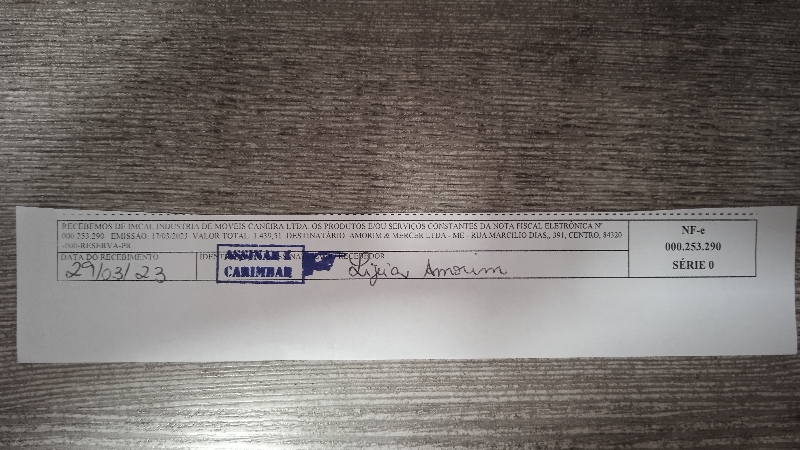 RECEBEMOS DE IMCAL INDUSTRIA DE MOVEIS CANEIRA LTDA. OS PRODUTOS E/OU SERVIÇOS CONSTANTES DA NOTA FISCAL ELETRÔNICA Nº
000.253.290 EMISSÃO: 17/03/2023 VALOR TOTAL: 1.439,51 DESTINATÁRIO: AMORIM & MERCER LTDA - ME - RUA MARCILIO DIAS,, 391, CENTRO, 84320
-000-RESERVA-PR
DATA DO RECEBIMENTO
29/03/23
RECEBEDOR
ASSINAR E
CARIMBAR
Lijiar Amorim
NF-e
000.253.290
SÉRIE 0